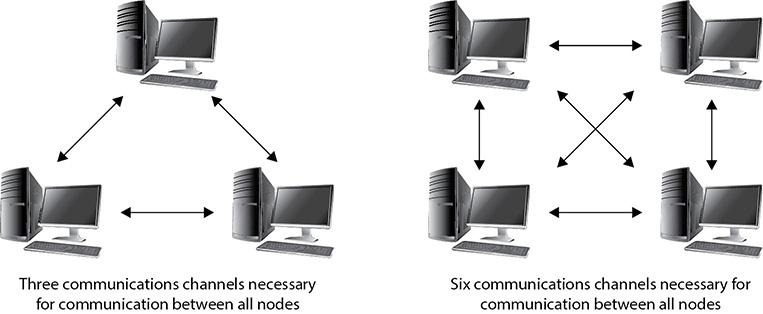 Three communications channels necessary
for communication between all nodes
Six communications channels necessary for
communication between all nodes